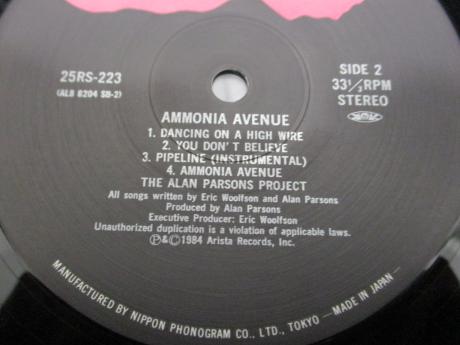 25RS-223
(ALB 8204 SB-2)
SIDE 2
33⅓RPM
STEREO
AMMONIA AVENUE
1. DANCING ON A HIGH WIRE
2. YOU DON'T BELIEVE
3. PIPELINE (INSTRUMENTAL)
4. AMMONIA AVENUE
THE ALAN PARSONS PROJECT
All songs written by Eric Woolfson and Alan Parsons
Produced by Alan Parsons
Executive Producer: Eric Woolfson
Unauthorized duplication is a violation of applicable laws.
℗&©1984 Arista Records, Inc.
MANUFACTURED BY NIPPON PHONOGRAM CO., LTD., TOKYO —MADE IN JAPAN—